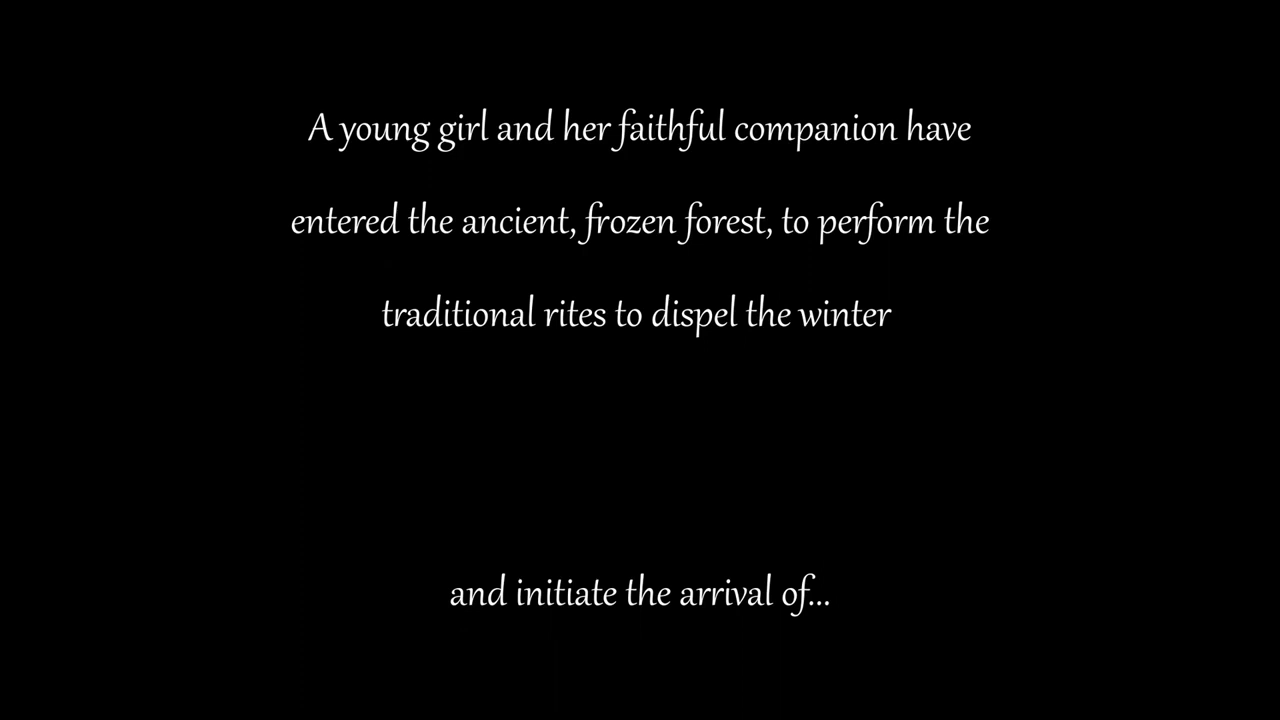 A young girl and her faithful companion have
entered the ancient, frozen forest, to perform the
traditional rites to dispel the winter
and initiate the arrival of...